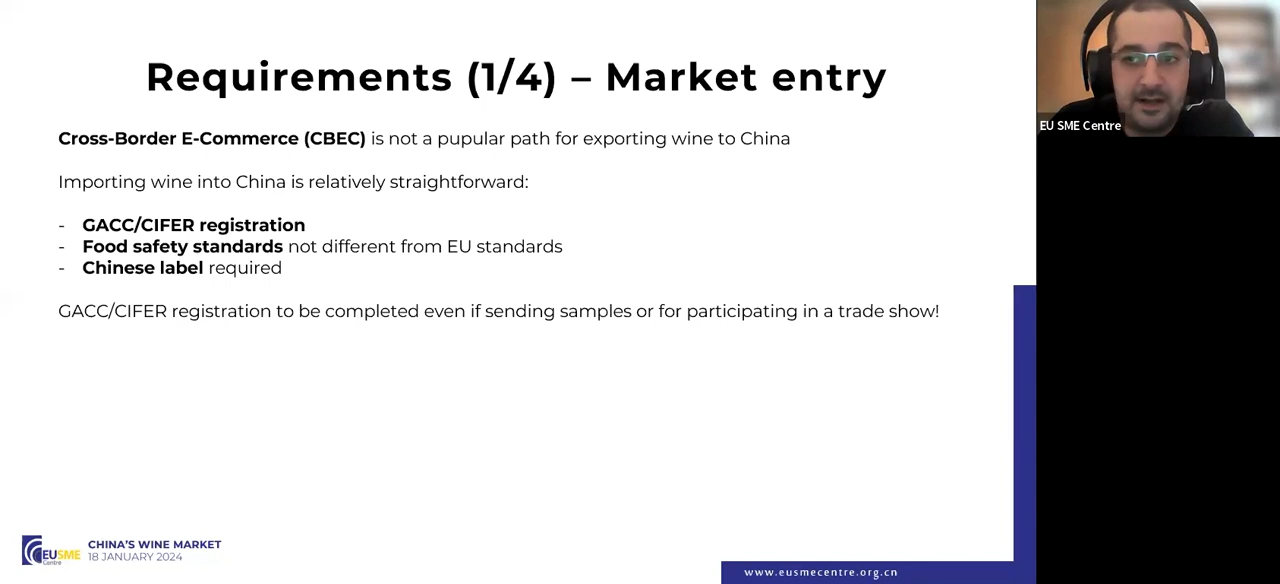 Requirements (1/4) – Market entry
Cross-Border E-Commerce (CBEC) is not a pupular path for exporting wine to China
Importing wine into China is relatively straightforward:
- GACC/CIFER registration
- Food safety standards not different from EU standards
- Chinese label required
GACC/CIFER registration to be completed even if sending samples or for participating in a trade show!
EU SME Centre
EUSME
Centre
CHINA'S WINE MARKET
18 JANUARY 2024
www.eusmecentre.org.cn